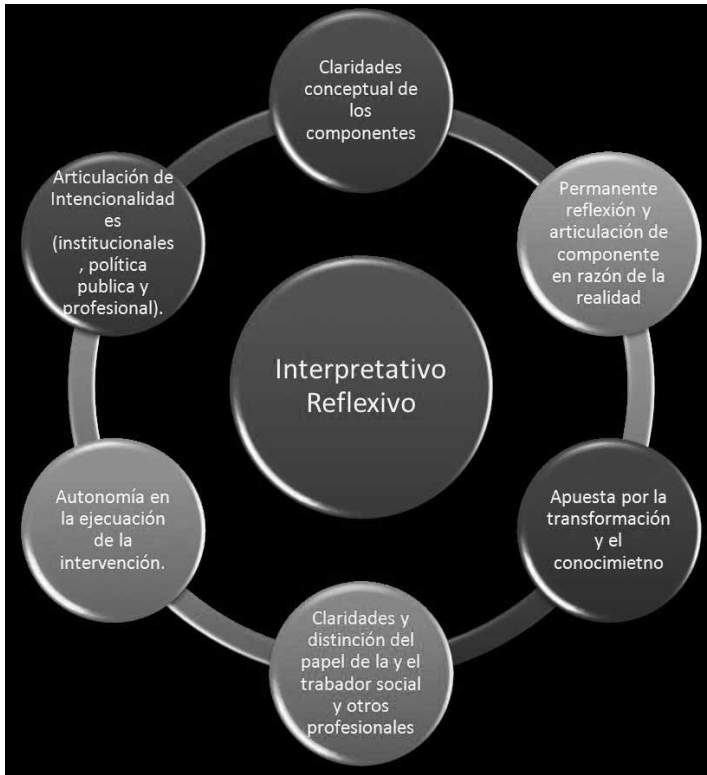 Claridades
conceptual de
los
componentes
Permanente
reflexión y
articulación de
componente
en razón de la
realidad
Apuesta por la
transformación
y el
conocimietno
Claridades y
distinción del
papel de la y el
trabador social
y otros
profesionales
Autonomía en
la ejecuación
de la
intervención.
Articulación de
Intencionalidad
es
(institucionales
, política
publica y
profesional).
Interpretativo
Reflexivo